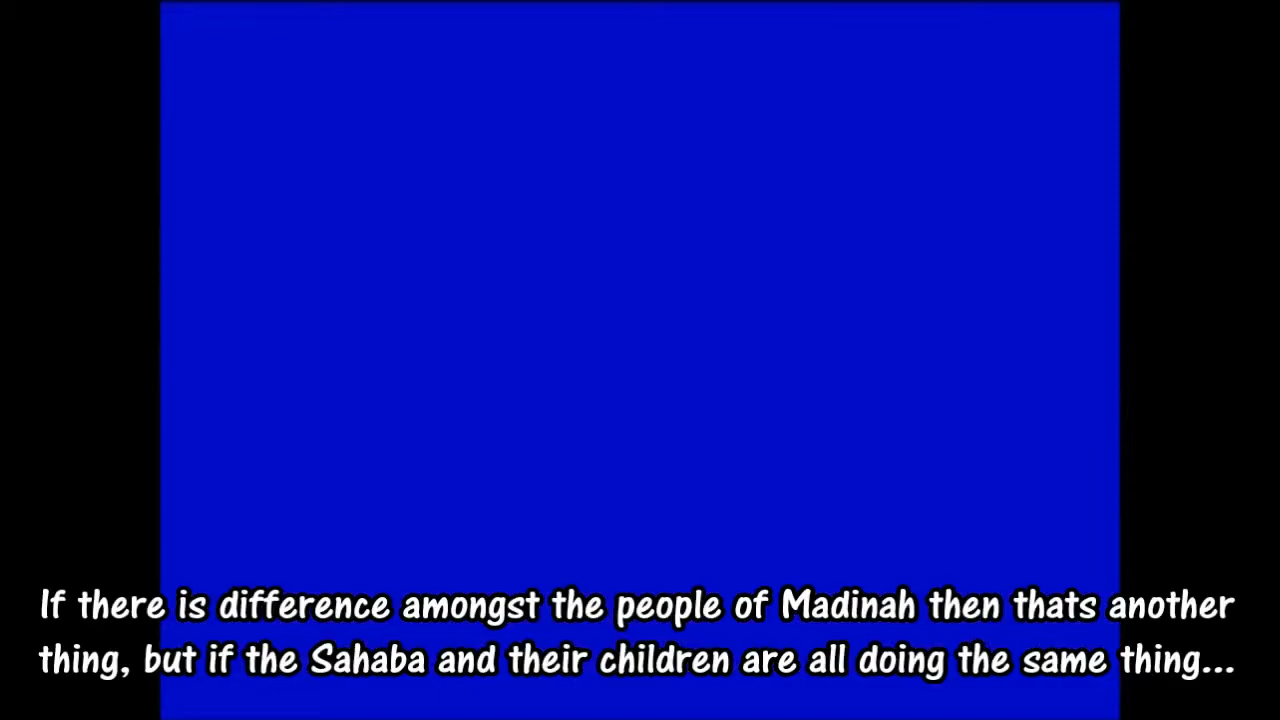 If there is difference amongst the people of Madinah then thats another
thing, but if the Sahaba and their children are all doing the same thing...